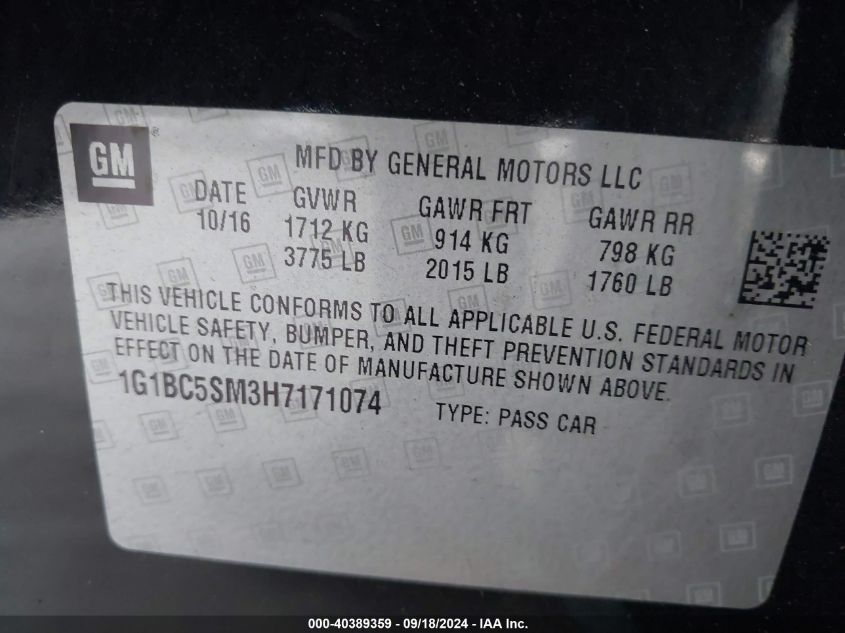 GM
MFD BY GENERAL MOTORS LLC
DATE GVWR GAWR FRT GAWR RR
10/16 1712 KG 914 KG 798 KG
3775 LB 2015 LB 1760 LB
THIS VEHICLE CONFORMS TO ALL APPLICABLE U.S. FEDERAL MOTOR
VEHICLE SAFETY, BUMPER, AND THEFT PREVENTION STANDARDS IN
EFFECT ON THE DATE OF MANUFACTURE SHOWN ABOVE.
1G1BC5SM3H7171074 TYPE: PASS CAR
000-40389359 / 09/18/2024 - IAA Inc.